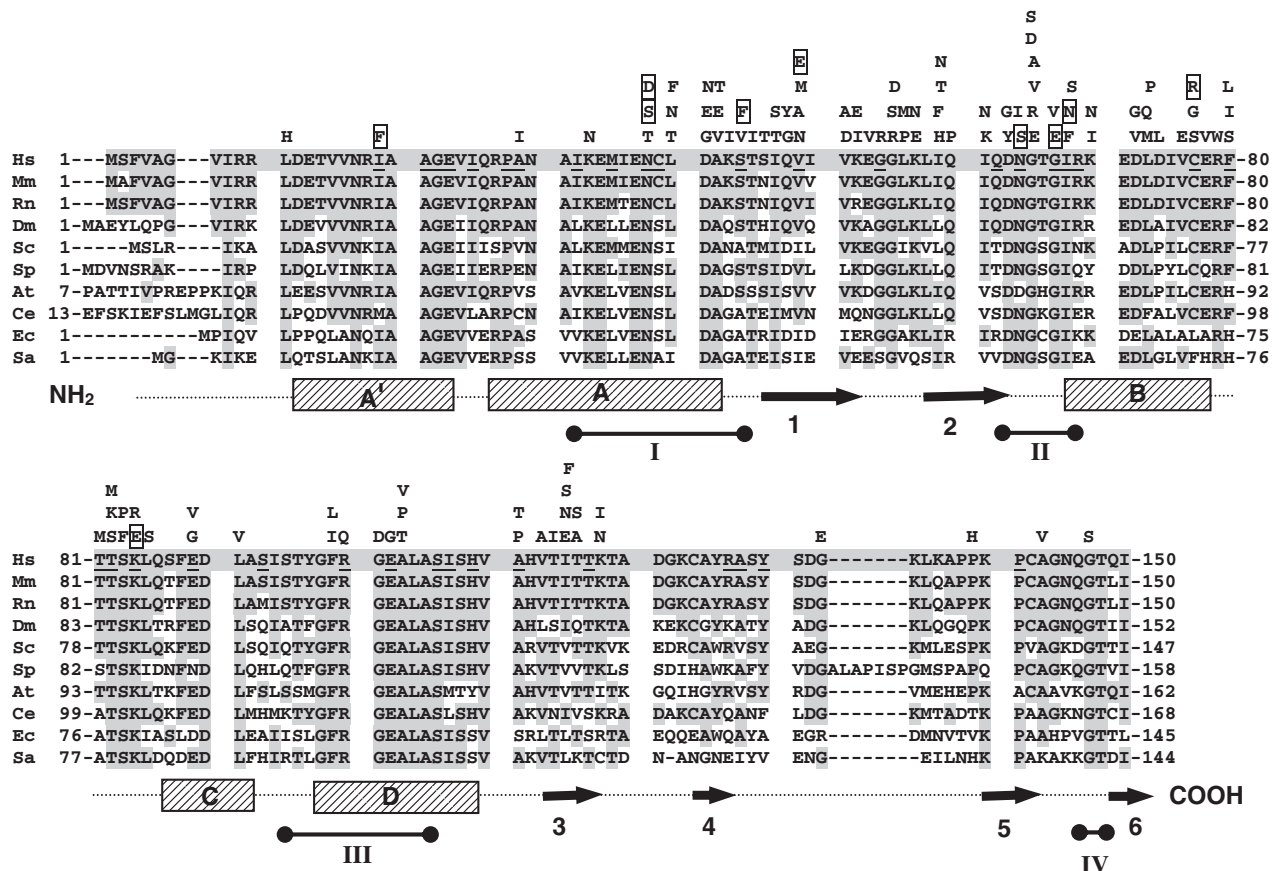 S
D
E N A
D F NT M D T V S P R L
S N EE F SYA AE SMN F N GIR VN N GQ G I
H F I N T T GVIVITTGN DIVRRPE HP K YSE EF I VML ESVWS
Hs 1---MSFVAG---VIRR LDETVVNRIA AGEVIQRPAN AIKEMIENCL DAKSTSIQVI VKEGGLKLIQ IQDNGTGIRK EDLDIVCERF-80
Mm 1---MAFVAG---VIRR LDETVVNRIA AGEVIQRPAN AIKEMIENCL DAKSTNIQVV VKEGGLKLIQ IQDNGTGIRK EDLDIVCERF-80
Rn 1---MSFVAG---VIRR LDETVVNRIA AGEVIQRPAN AIKEMTENCL DAKSTNIQVI VREGGLKLIQ IQDNGTGIRK EDLDIVCERF-80
Dm 1-MAEYLQPG---VIRK LDEVVVNRIA AGEIIQRPAN ALKELLENSL DAQSTHIQVQ VKAGGLKLIQ IQDNGTGIRR EDLAIVCERF-82
Sc 1-----MSLR---IKA LDASVVNKIA AGEIIISPVN ALKEMMENSI DANATMIDIL VKEGGIKVLQ ITDNGSGINK ADLPILCERF-77
Sp 1-MDVNSRAK----IRP LDQLVINKIA AGEIIERPEN AIKELIENSL DAGSTSIDVL LKDGGLKLLQ ITDNGSGIQY DDLPYLCQRF-81
At 7-PATTIVPREPPKIQR LEESVVNRIA AGEVIQRPVS AVKELVENSL DADSSSISVV VKDGGLKLIQ VSDDGHGIRR EDLPILCERH-92
Ce 13-EFSKIEFSLMGLIQR LPQDVVNRMA AGEVLARPCN AIKELVENSL DAGATEIMVN MQNGGLKLLQ VSDNGKGIER EDFALVCERF-98
Ec 1---------MPIQV LPPQLANQIA AGEVVERPAS VVKELVENSL DAGATRIDID IERGGAKLIR IRDNGCGIKK DELALALARH-75
Sa 1-------MG---KIKE LQTSLANKIA AGEVVERPSS VVKELLENAI DAGATEISIE VEESGVQSIR VVDNGSGIEA EDLGLVFHRH-76
NH2 A' A 1 2 B
I II
F
M S
KPR V L V T NS I
MSFES G V IQ P DGT P AIEA N E H V S
Hs 81-TTSKLQSFED LASISTYGFR GEALASISHV AHVTITTKTA DGKCAYRASY SDG-------KLKAPPK PCAGNQGTQI-150
Mm 81-TTSKLQTFED LASISTYGFR GEALASISHV AHVTITTKTA DGKCAYRASY SDG-------KLQAPPK PCAGNQGTLI-150
Rn 81-TTSKLQTFED LAMISTYGFR GEALASISHV AHVTITTKTA DGKCAYRASY SDG-------KLQAPPK PCAGNQGTLI-150
Dm 83-TTSKLTRFED LSQIATFGFR GEALASISHV AHLSIQTKTA KEKCGYKATY ADG-------KLQGQPK PCAGNQGTII-152
Sc 78-TTSKLQKFED LSQIQTYGFR GEALASISHV ARVTVTTKVK EDRCAWRVSY AEG-------KMLESPK PVAGKDGTTI-147
Sp 82-STSKIDNFND LQHLQTFGFR GEALASISHV AKVTVVTKLS SDIHAWKAFY VDGALAPISPGMSPAPQ PCAGKQGTVI-158
At 93-TTSKLTKFED LFSLSSMGFR GEALASMTYV AHVTVTTITK GQIHGYRVSY RDG-------VMEHEPK ACAAVKGTQI-162
Ce 99-ATSKLQKFED LMHMKTYGFR GEALASLSHV AKVNIVSKRA DAKCAYQANF LDG-------KMTADTK PAAGKNGTCI-168
Ec 76-ATSKIASLDD LEAIISLGFR GEALASISSV SRLTLTSRTA EQQEAWQAYA EGR-------DMNVTVK PAAHPVGTTL-145
Sa 77-ATSKLDQDED LFHIRTLGFR GEALASISSV AKVTLKTCTD N-ANGNEIYV ENG-------EILNHK PAKAKKGTDI-144
C D 3 4 5 6 COOH
III IV